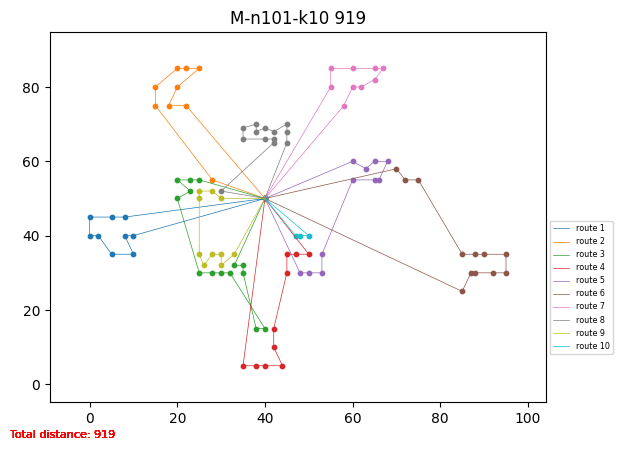 M-n101-k10 919
80
60
40
20
0
0 20 40 60 80 100
route 1
route 2
route 3
route 4
route 5
route 6
route 7
route 8
route 9
route 10
Total distance: 919